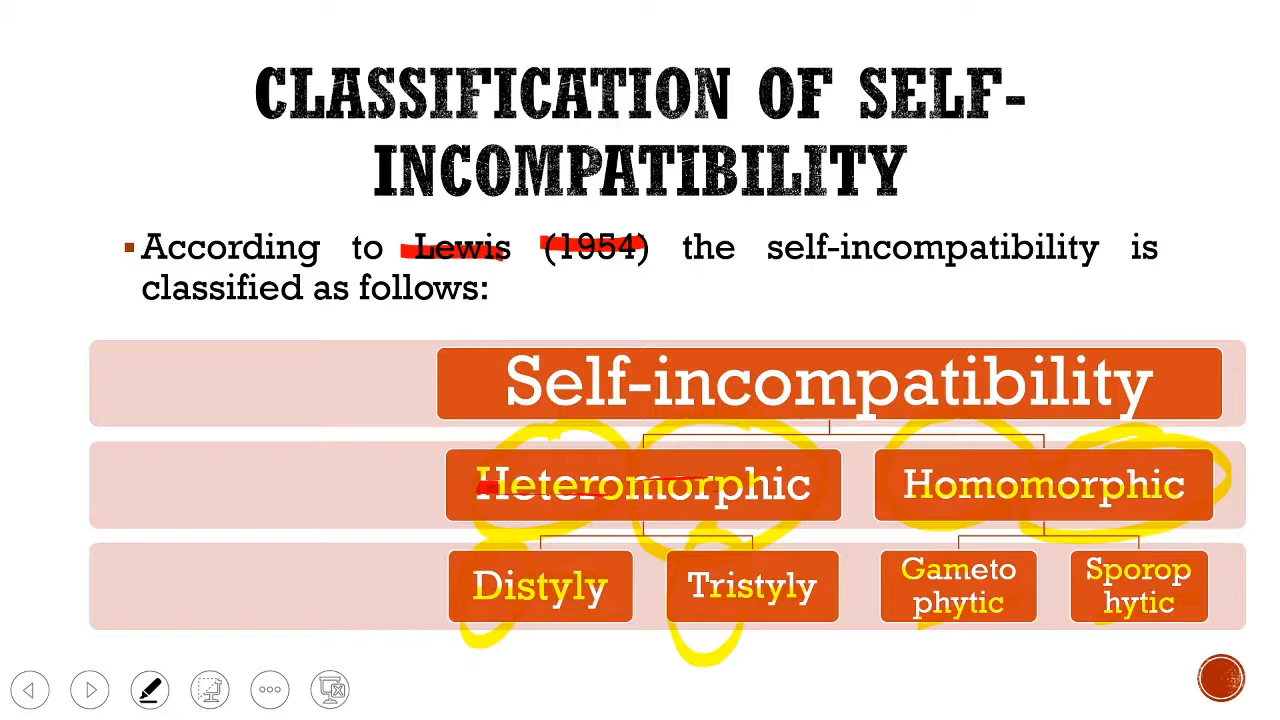 CLASSIFICATION OF SELF-
INCOMPATIBILITY
According to Lewis (1954) the self-incompatibility is
classified as follows:
Self-incompatibility
Heteromorphic Homomorphic
Distyly Tristyly Gameto Sporop
phytic hytic